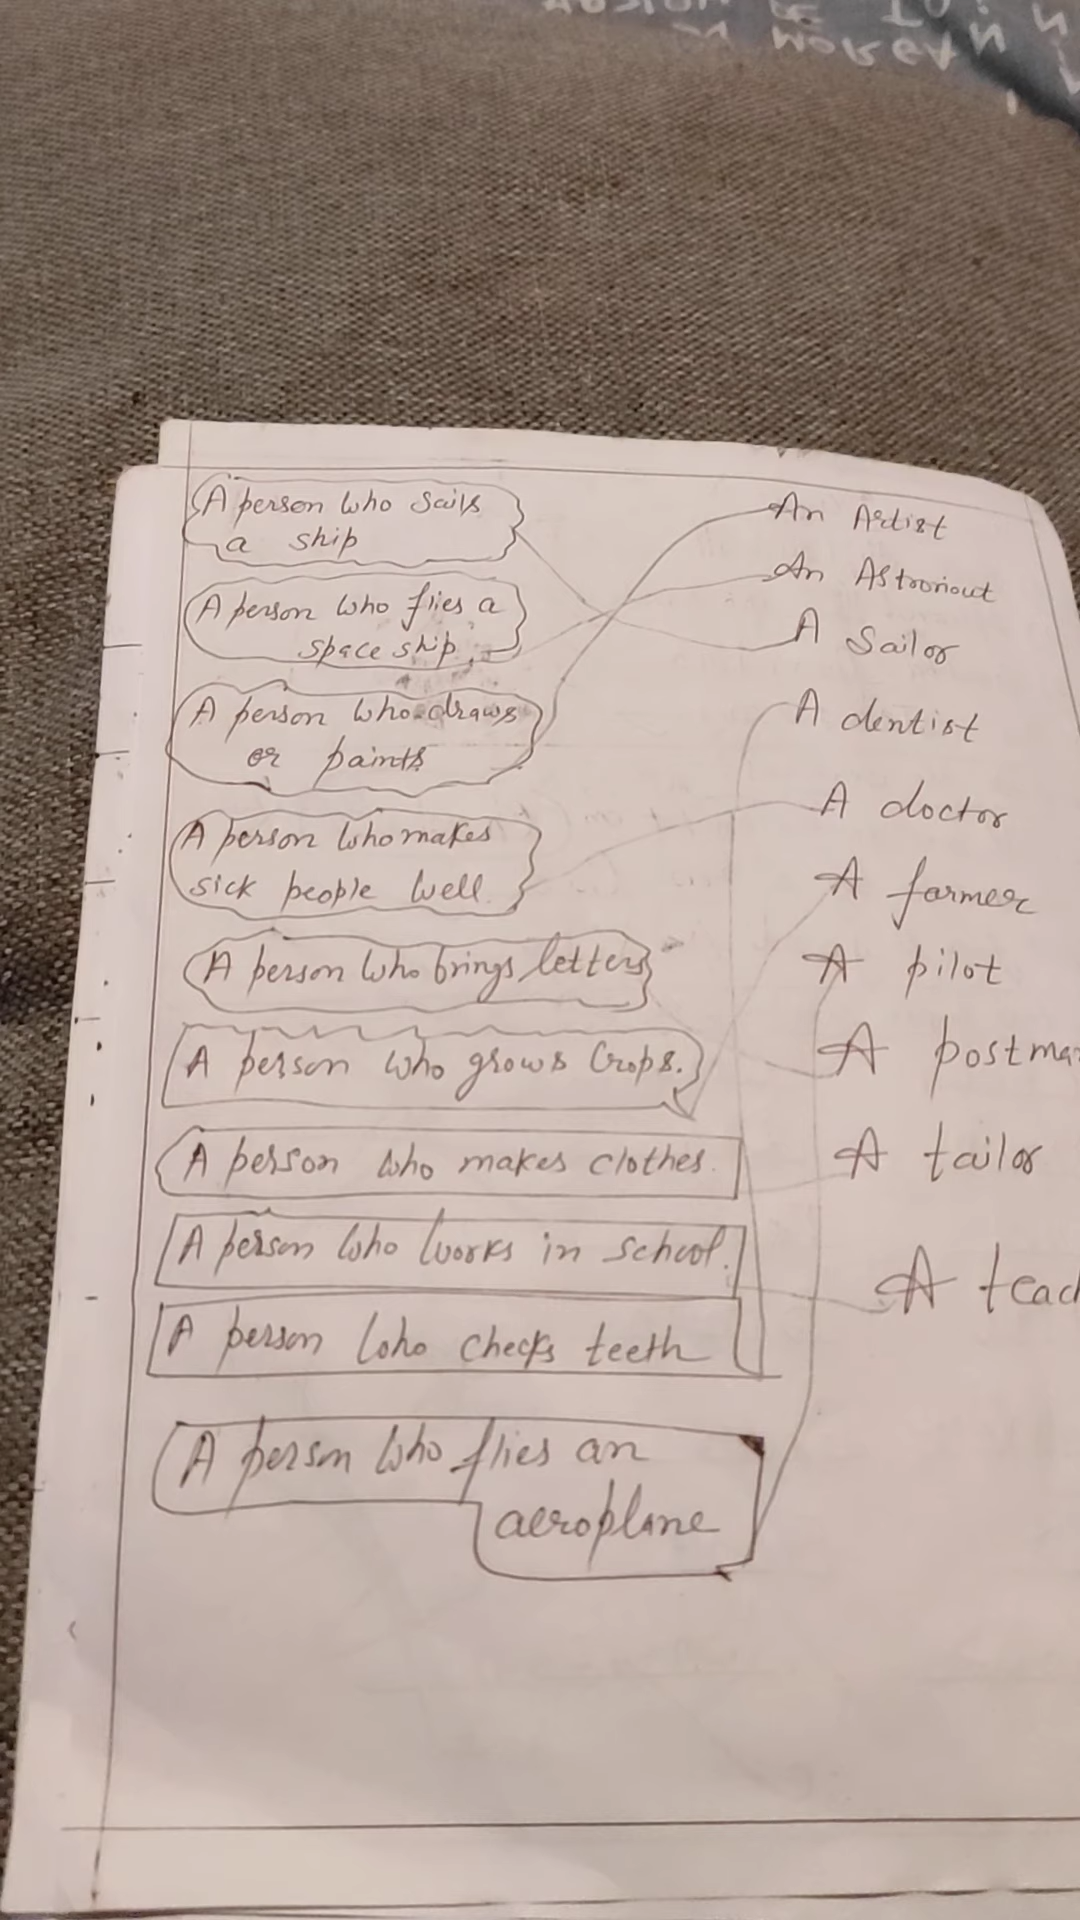 A person who sails
a ship
A person who flies a
space ship
A person who draws
or paints
A person who makes
sick people well
A person who brings letters
A person who grows Crops.
A person who makes clothes.
A person who works in school.
A person who checks teeth
A person who flies an
aeroplane
An Artist
An Astronout
A Sailor
A dentist
A doctor
A farmer
A pilot
A postma
A tailor
A teac